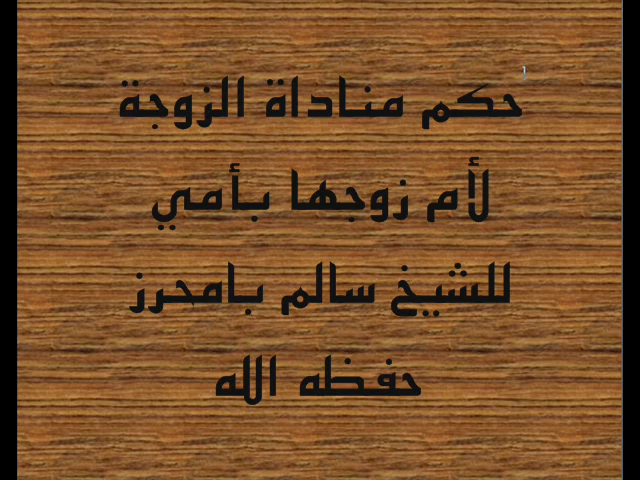 حكم مناداة الزوجة
لأم زوجها بأمي
للشيخ سالم بامحرز
حفظه الله